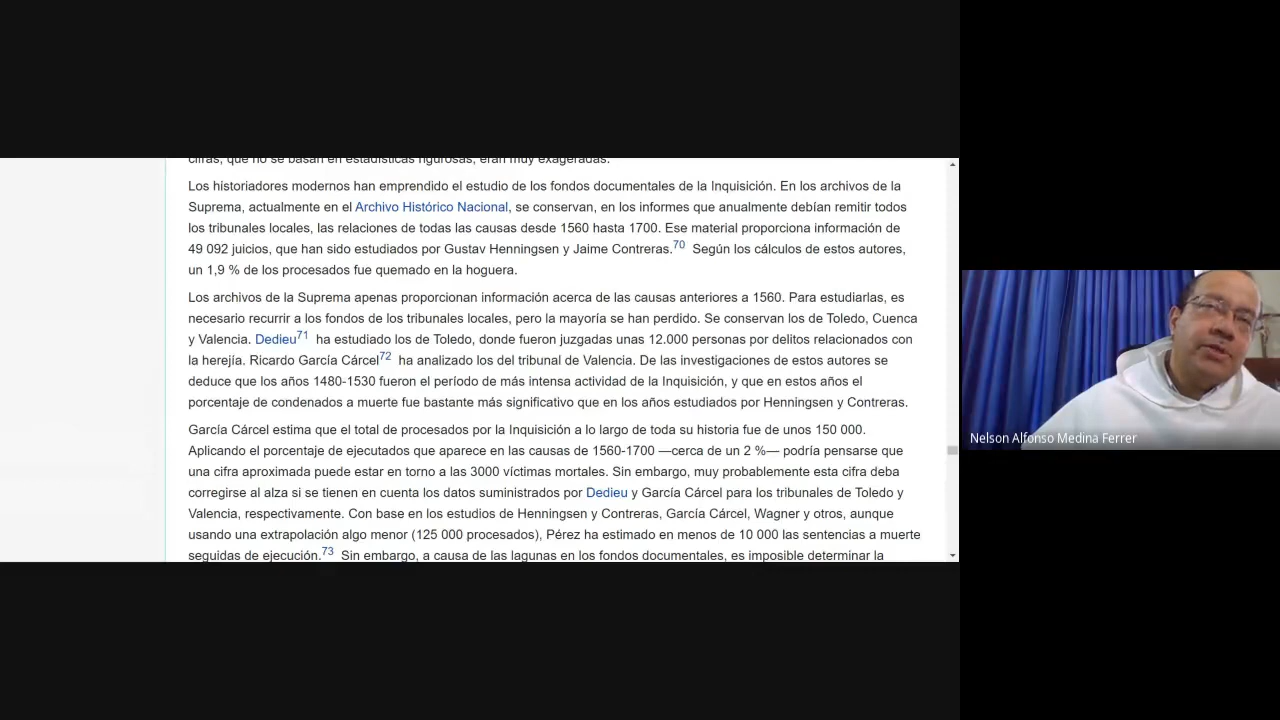 cifras, que no se basan en estadísticas rigurosas, eran muy exageradas.
Los historiadores modernos han emprendido el estudio de los fondos documentales de la Inquisición. En los archivos de la
Suprema, actualmente en el Archivo Histórico Nacional, se conservan, en los informes que anualmente debían remitir todos
los tribunales locales, las relaciones de todas las causas desde 1560 hasta 1700. Ese material proporciona información de
49 092 juicios, que han sido estudiados por Gustav Henningsen y Jaime Contreras.70 Según los cálculos de estos autores,
un 1,9 % de los procesados fue quemado en la hoguera.
Los archivos de la Suprema apenas proporcionan información acerca de las causas anteriores a 1560. Para estudiarlas, es
necesario recurrir a los fondos de los tribunales locales, pero la mayoría se han perdido. Se conservan los de Toledo, Cuenca
y Valencia. Dedieu71 ha estudiado los de Toledo, donde fueron juzgadas unas 12.000 personas por delitos relacionados con
la herejía. Ricardo García Cárcel72 ha analizado los del tribunal de Valencia. De las investigaciones de estos autores se
deduce que los años 1480-1530 fueron el período de más intensa actividad de la Inquisición, y que en estos años el
porcentaje de condenados a muerte fue bastante más significativo que en los años estudiados por Henningsen y Contreras.
García Cárcel estima que el total de procesados por la Inquisición a lo largo de toda su historia fue de unos 150 000.
Aplicando el porcentaje de ejecutados que aparece en las causas de 1560-1700 —cerca de un 2 %— podría pensarse que
una cifra aproximada puede estar en torno a las 3000 víctimas mortales. Sin embargo, muy probablemente esta cifra deba
corregirse al alza si se tienen en cuenta los datos suministrados por Dedieu y García Cárcel para los tribunales de Toledo y
Valencia, respectivamente. Con base en los estudios de Henningsen y Contreras, García Cárcel, Wagner y otros, aunque
usando una extrapolación algo menor (125 000 procesados), Pérez ha estimado en menos de 10 000 las sentencias a muerte
seguidas de ejecución.73 Sin embargo, a causa de las lagunas en los fondos documentales, es imposible determinar la
Nelson Alfonso Medina Ferrer